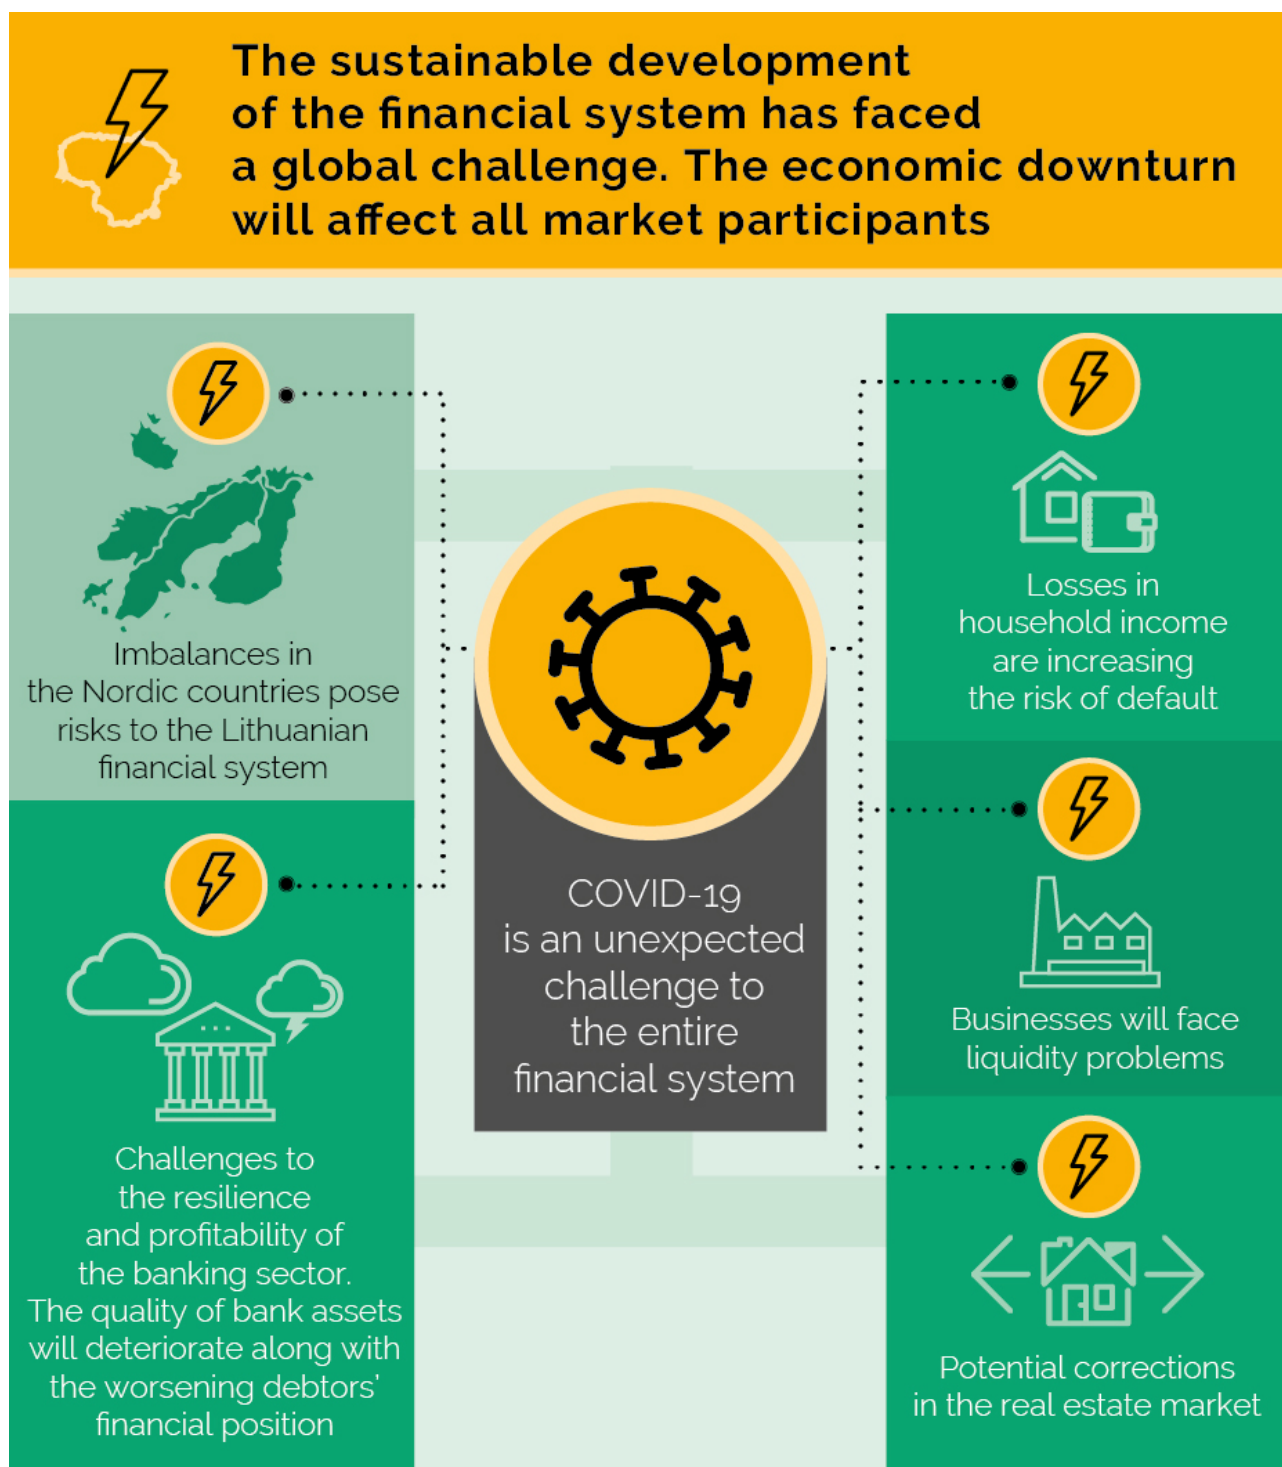 The sustainable development
of the financial system has faced
a global challenge. The economic downturn
will affect all market participants
Imbalances in
the Nordic countries pose
risks to the Lithuanian
financial system
Challenges to
the resilience
and profitability of
the banking sector.
The quality of bank assets
will deteriorate along with
the worsening debtors’
financial position
COVID-19
is an unexpected
challenge to
the entire
financial system
Losses in
household income
are increasing
the risk of default
Businesses will face
liquidity problems
Potential corrections
in the real estate market